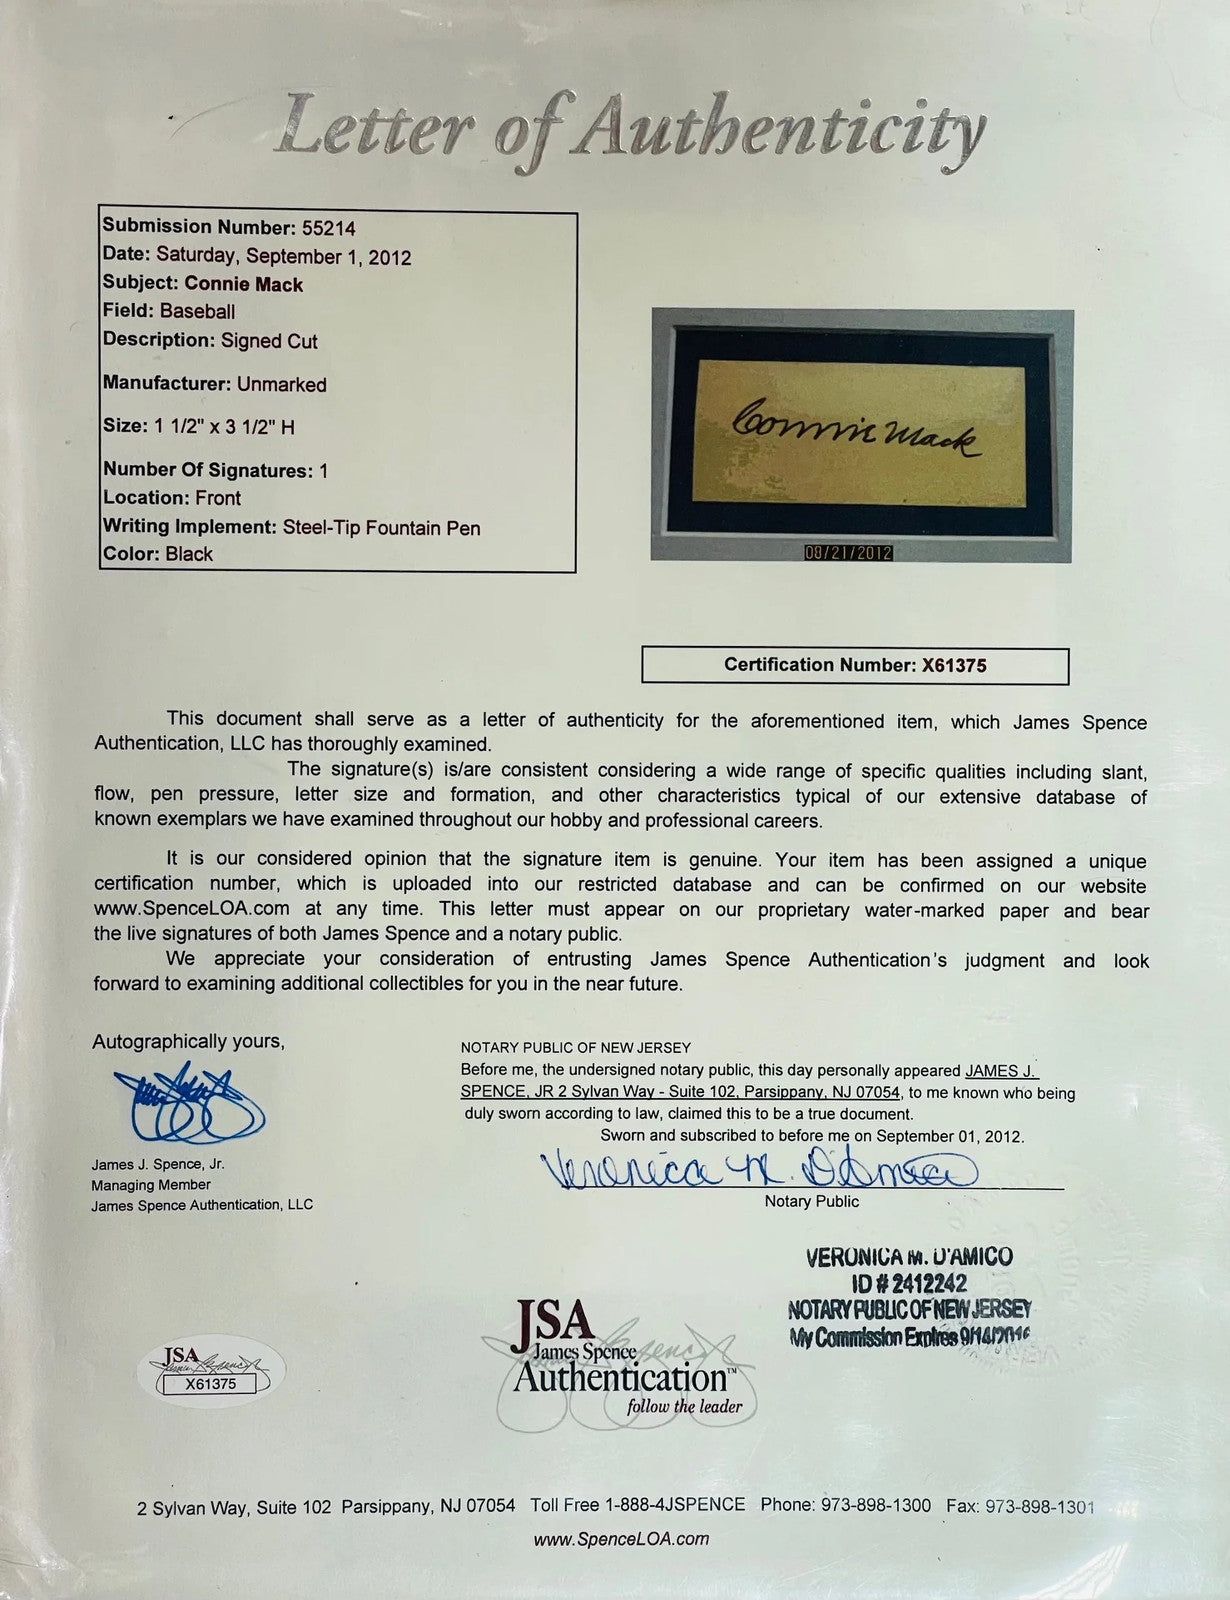 Letter of Authenticity
Submission Number: 55214
Date: Saturday, September 1, 2012
Subject: Connie Mack
Field: Baseball
Description: Signed Cut
Manufacturer: Unmarked
Size: 1 1/2" x 3 1/2" H
Number Of Signatures: 1
Location: Front
Writing Implement: Steel-Tip Fountain Pen
Color: Black
Connie Mack
08/21/2012
Certification Number: X61375
This document shall serve as a letter of authenticity for the aforementioned item, which James Spence
Authentication, LLC has thoroughly examined.
The signature(s) is/are consistent considering a wide range of specific qualities including slant,
flow, pen pressure, letter size and formation, and other characteristics typical of our extensive database of
known exemplars we have examined throughout our hobby and professional careers.
It is our considered opinion that the signature item is genuine. Your item has been assigned a unique
certification number, which is uploaded into our restricted database and can be confirmed on our website
www.SpenceLOA.com at any time. This letter must appear on our proprietary water-marked paper and bear
the live signatures of both James Spence and a notary public.
We appreciate your consideration of entrusting James Spence Authentication's judgment and look
forward to examining additional collectibles for you in the near future.
Autographically yours,
James J. Spence, Jr.
Managing Member
James Spence Authentication, LLC
NOTARY PUBLIC OF NEW JERSEY
Before me, the undersigned notary public, this day personally appeared JAMES J.
SPENCE, JR 2 Sylvan Way - Suite 102, Parsippany, NJ 07054, to me known who being
duly sworn according to law, claimed this to be a true document.
Sworn and subscribed to before me on September 01, 2012.
Veronica M. D'Amico
Notary Public
VERONICA M. D'AMICO
ID # 2412242
NOTARY PUBLIC OF NEW JERSEY
My Commission Expires
JSA
X61375
JSA
James Spence
Authentication™
follow the leader
2 Sylvan Way, Suite 102 Parsippany, NJ 07054 Toll Free 1-888-4JSPENCE Phone: 973-898-1300 Fax: 973-898-1301
www.SpenceLOA.com